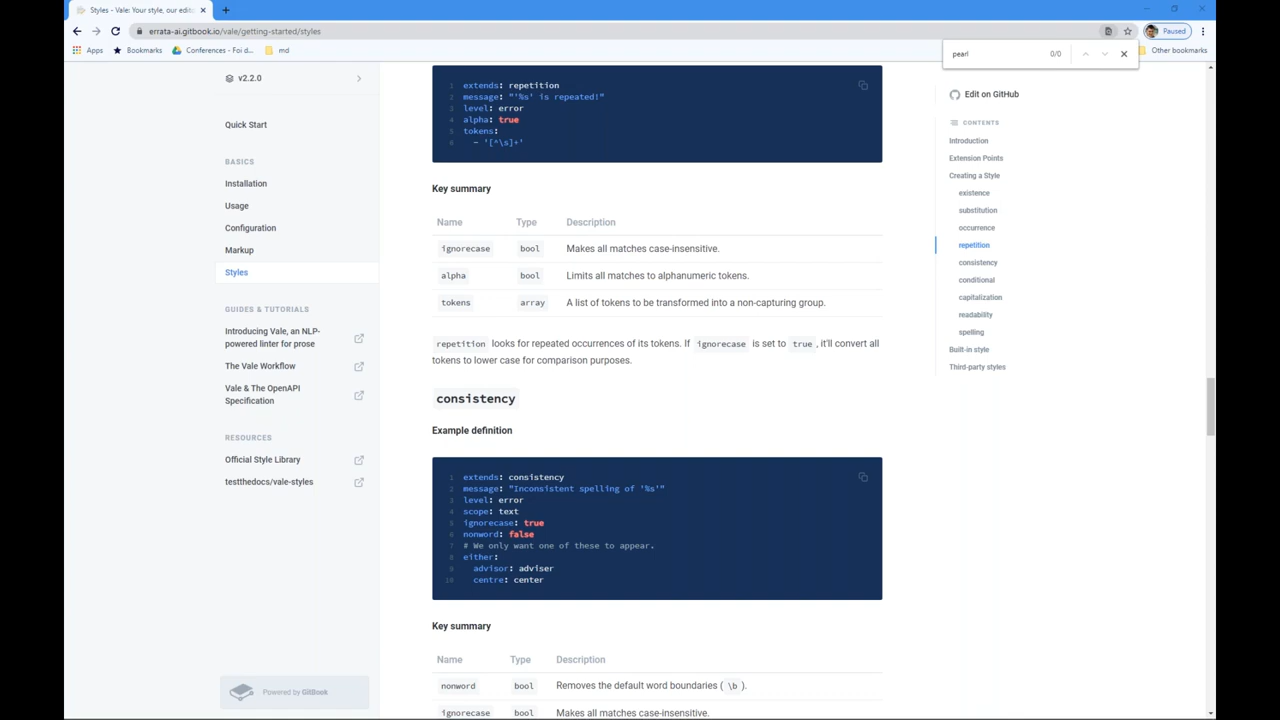 Styles - Vale: Your style, our edit
errata-ai.gitbook.io/vale/getting-started/styles
Paused
Apps
Bookmarks
Conferences - Foi d...
md
Other bookmarks
pearl
0/0
v2.2.0
Quick Start
BASICS
Installation
Usage
Configuration
Markup
Styles
GUIDES & TUTORIALS
Introducing Vale, an NLP-
powered linter for prose
The Vale Workflow
Vale & The OpenAPI
Specification
RESOURCES
Official Style Library
testthedocs/vale-styles
Powered by GitBook
1 extends: repetition
2 message: "'%s' is repeated!"
3 level: error
4 alpha: true
5 tokens:
6 - '[^\s]+'
Key summary
Name Type Description
ignorecase bool Makes all matches case-insensitive.
alpha bool Limits all matches to alphanumeric tokens.
tokens array A list of tokens to be transformed into a non-capturing group.
repetition looks for repeated occurrences of its tokens. If ignorecase is set to true , it'll convert all
tokens to lower case for comparison purposes.
consistency
Example definition
1 extends: consistency
2 message: "Inconsistent spelling of '%s'"
3 level: error
4 scope: text
5 ignorecase: true
6 nonword: false
7 # We only want one of these to appear.
8 either:
9 advisor: adviser
10 centre: center
Key summary
Name Type Description
nonword bool Removes the default word boundaries ( \b ).
ignorecase bool Makes all matches case-insensitive.
Edit on GitHub
CONTENTS
Introduction
Extension Points
Creating a Style
existence
substitution
occurrence
repetition
consistency
conditional
capitalization
readability
spelling
Built-in style
Third-party styles